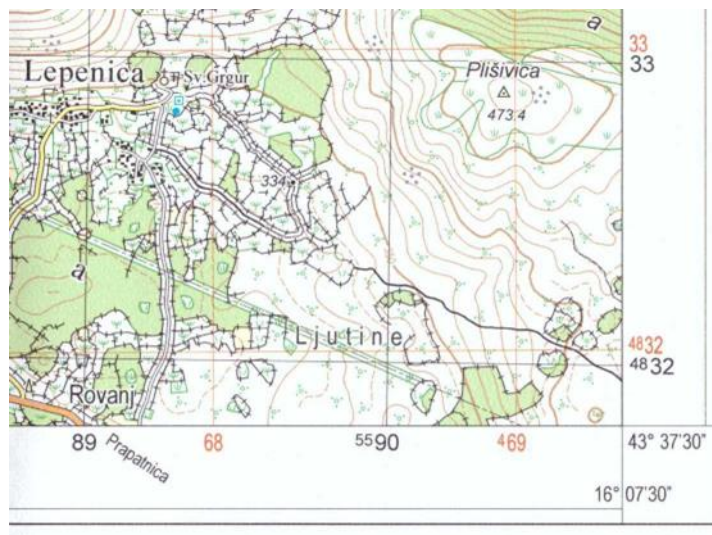 a
33
33
Lepenica
Sv.Grgur
Plišivica
473.4
334
a
Ljutine
4832
4832
Rovanj
89
Prapatnica
68
5590
469
43° 37'30"
16° 07'30"